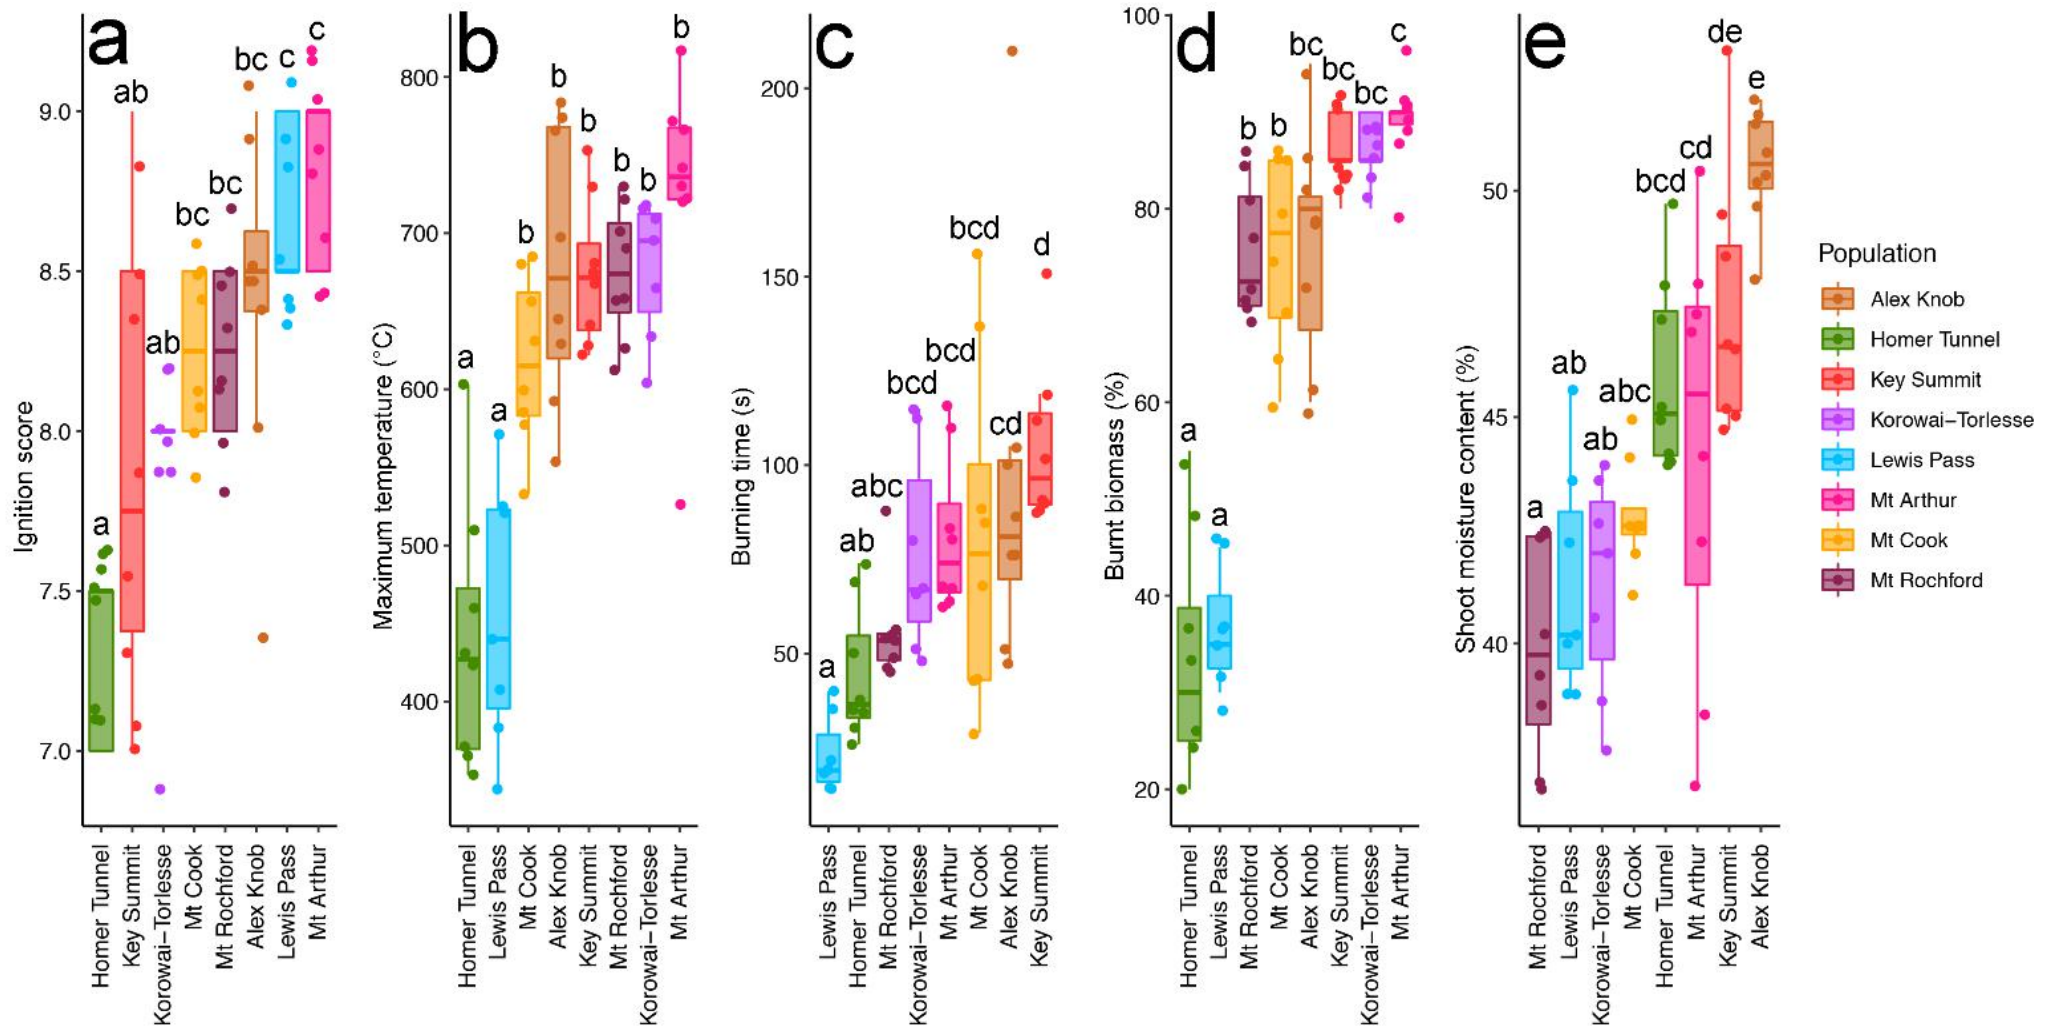 a
Ignition score
9.0
8.5
8.0
7.5
7.0
a
ab
ab
bc
bc
bc
c
c
Homer Tunnel
Key Summit
Korowai−Torlesse
Mt Cook
Mt Rochford
Alex Knob
Lewis Pass
Mt Arthur
b
Maximum temperature (°C)
800
700
600
500
400
a
a
b
b
b
b
b
b
Homer Tunnel
Lewis Pass
Mt Cook
Alex Knob
Key Summit
Mt Rochford
Korowai−Torlesse
Mt Arthur
c
Burning time (s)
200
150
100
50
a
ab
abc
bcd
bcd
bcd
cd
d
Lewis Pass
Homer Tunnel
Mt Rochford
Korowai−Torlesse
Mt Arthur
Mt Cook
Alex Knob
Key Summit
d
Burnt biomass (%)
100
80
60
40
20
a
a
b
b
bc
bc
bc
c
Homer Tunnel
Lewis Pass
Mt Rochford
Mt Cook
Alex Knob
Key Summit
Korowai−Torlesse
Mt Arthur
e
Shoot moisture content (%)
50
45
40
a
ab
ab
abc
bcd
cd
de
e
Mt Rochford
Lewis Pass
Korowai−Torlesse
Mt Cook
Homer Tunnel
Mt Arthur
Key Summit
Alex Knob
Population
Alex Knob
Homer Tunnel
Key Summit
Korowai−Torlesse
Lewis Pass
Mt Arthur
Mt Cook
Mt Rochford